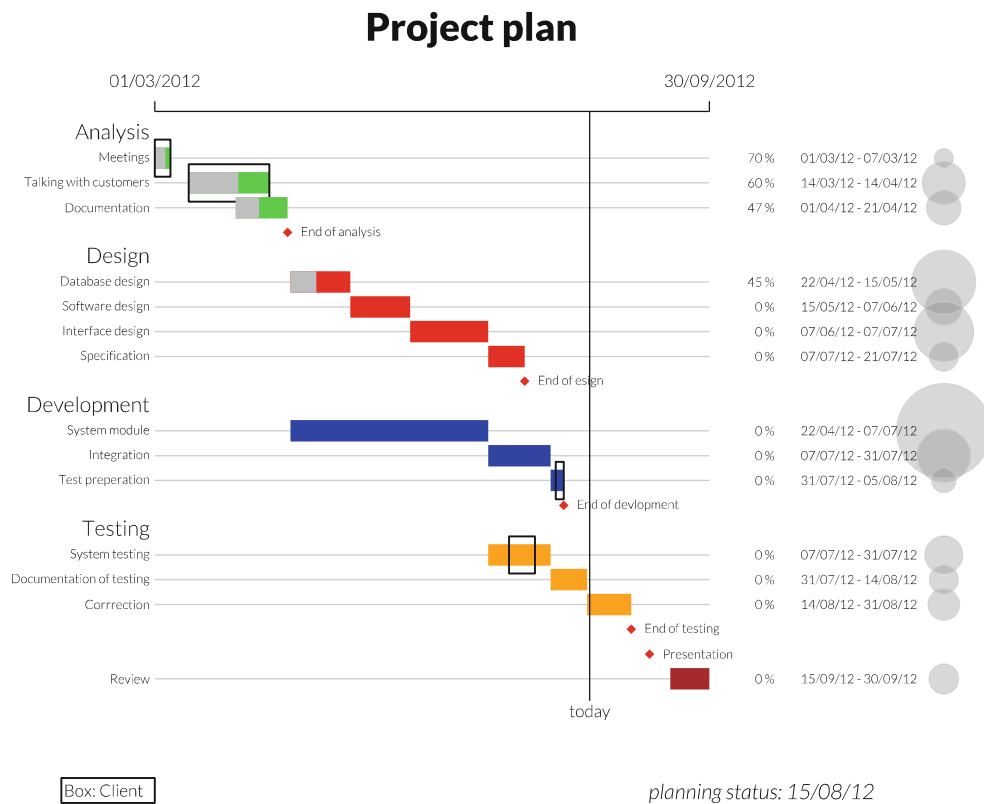 Project plan
01/03/2012 30/09/2012
Analysis
Meetings 70 % 01/03/12 - 07/03/12
Talking with customers 60 % 14/03/12 - 14/04/12
Documentation 47 % 01/04/12 - 21/04/12
End of analysis
Design
Database design 45 % 22/04/12 - 15/05/12
Software design 0 % 15/05/12 - 07/06/12
Interface design 0 % 07/06/12 - 07/07/12
Specification 0 % 07/07/12 - 21/07/12
End of esign
Development
System module 0 % 22/04/12 - 07/07/12
Integration 0 % 07/07/12 - 31/07/12
Test preperation 0 % 31/07/12 - 05/08/12
End of devlopment
Testing
System testing 0 % 07/07/12 - 31/07/12
Documentation of testing 0 % 31/07/12 - 14/08/12
Corrrection 0 % 14/08/12 - 31/08/12
End of testing
Presentation
Review 0 % 15/09/12 - 30/09/12
today
Box: Client planning status: 15/08/12